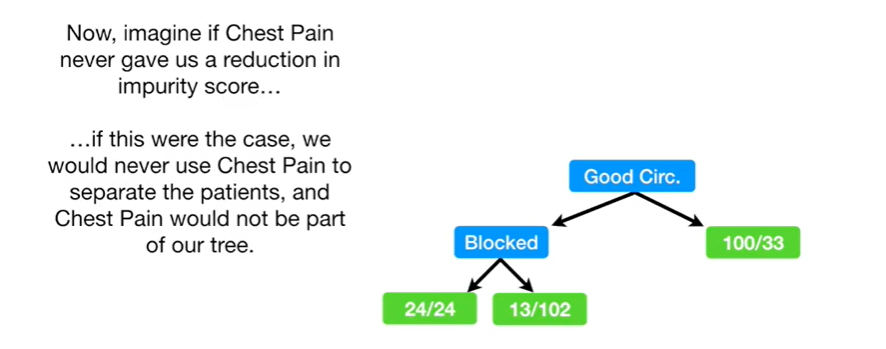 Now, imagine if Chest Pain
never gave us a reduction in
impurity score…
…if this were the case, we
would never use Chest Pain to
separate the patients, and
Chest Pain would not be part
of our tree.
Good Circ.
Blocked
100/33
24/24
13/102